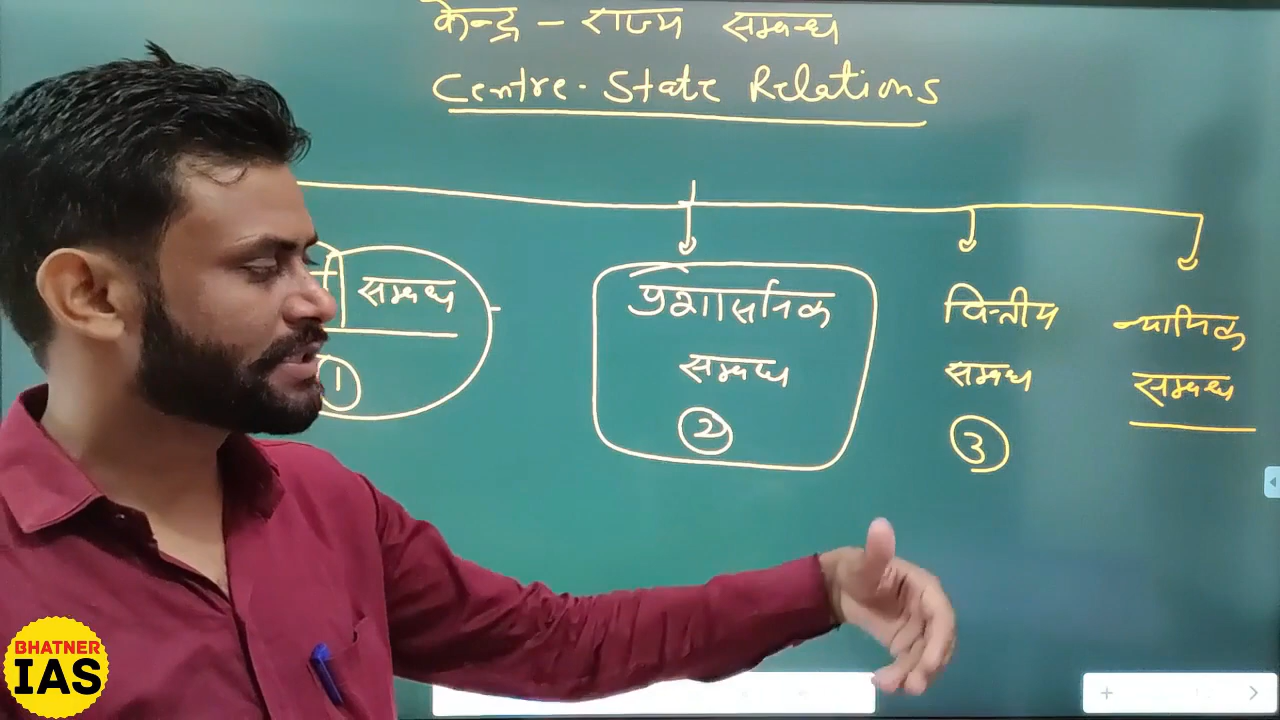 केन्द्र - राज्य सम्बन्ध
Centre-State Relations
सम्बन्ध
1
प्रशासनिक
सम्बन्ध
2
वित्तीय
सम्बन्ध
3
न्यायिक
सम्बन्ध
BHATNER
IAS